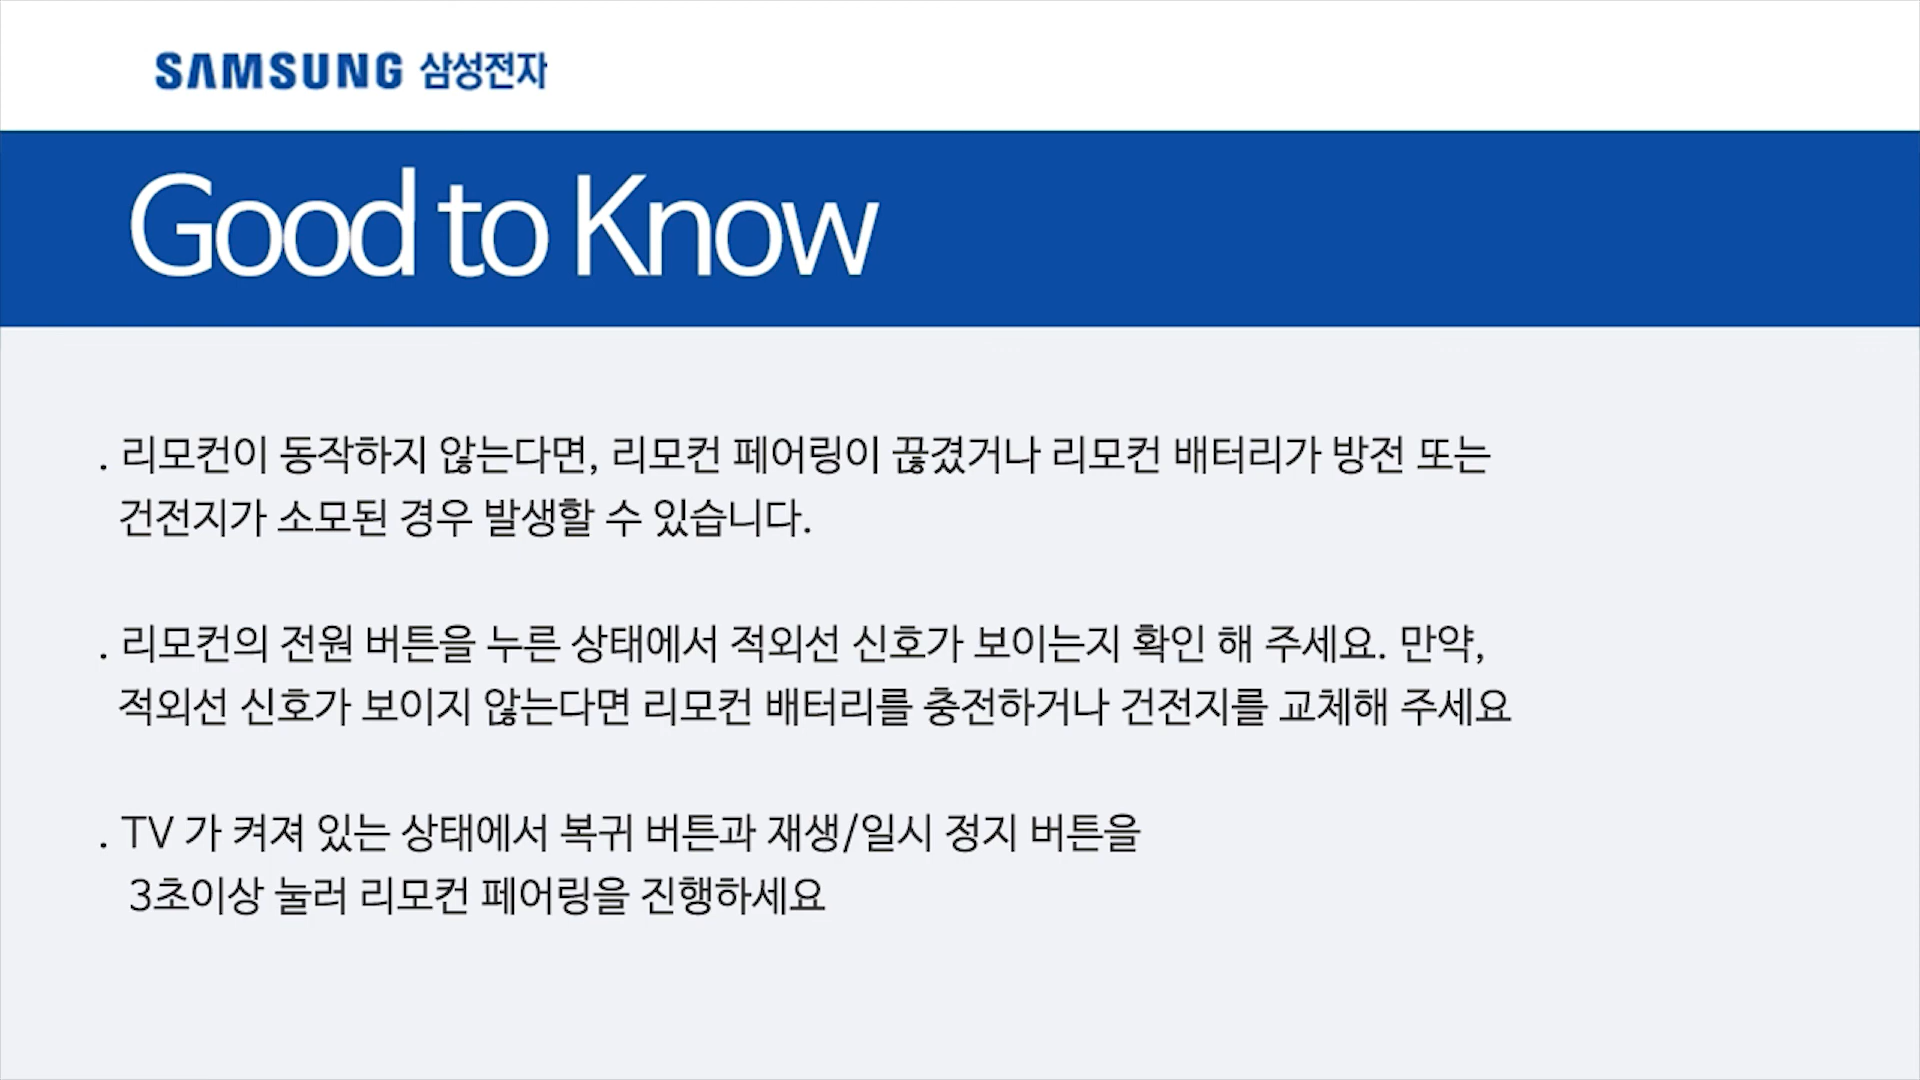 SAMSUNG 삼성전자
Good to Know
. 리모컨이 동작하지 않는다면, 리모컨 페어링이 끊겼거나 리모컨 배터리가 방전 또는
건전지가 소모된 경우 발생할 수 있습니다.
. 리모컨의 전원 버튼을 누른 상태에서 적외선 신호가 보이는지 확인 해 주세요. 만약,
적외선 신호가 보이지 않는다면 리모컨 배터리를 충전하거나 건전지를 교체해 주세요
. TV 가 켜져 있는 상태에서 복귀 버튼과 재생/일시 정지 버튼을
3초이상 눌러 리모컨 페어링을 진행하세요